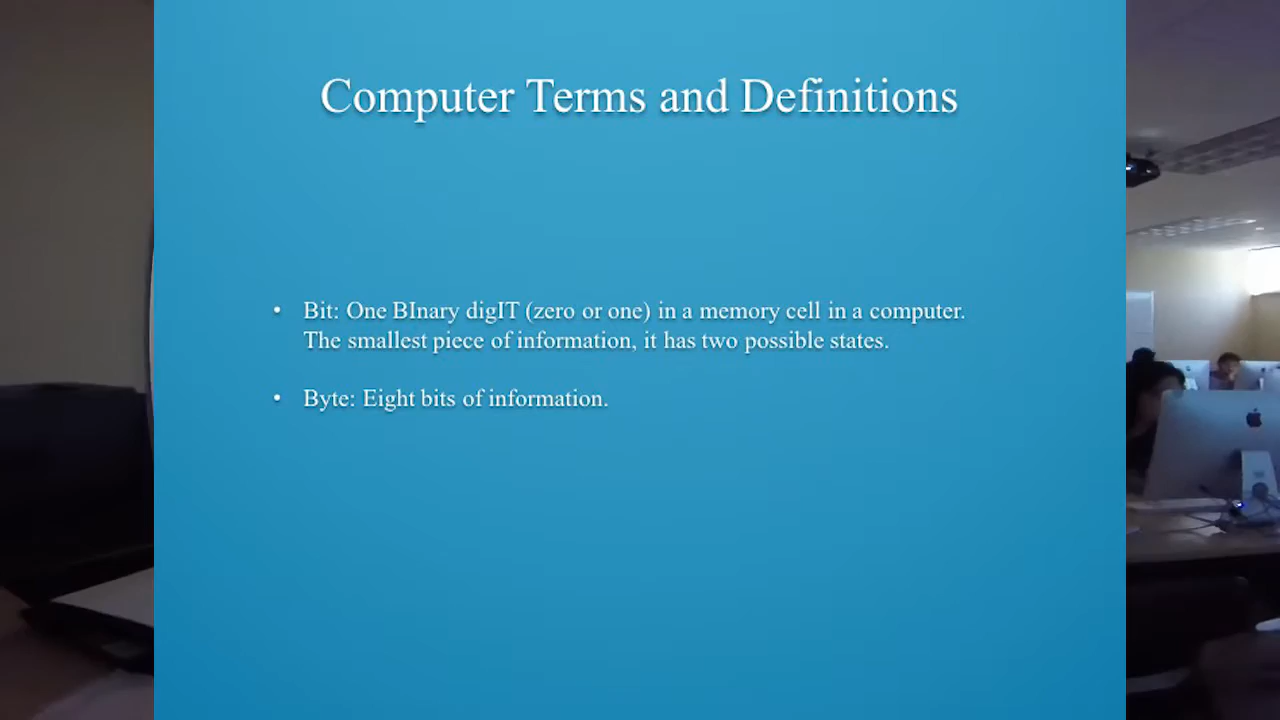 Computer Terms and Definitions
• Bit: One BInary digIT (zero or one) in a memory cell in a computer.
The smallest piece of information, it has two possible states.
• Byte: Eight bits of information.